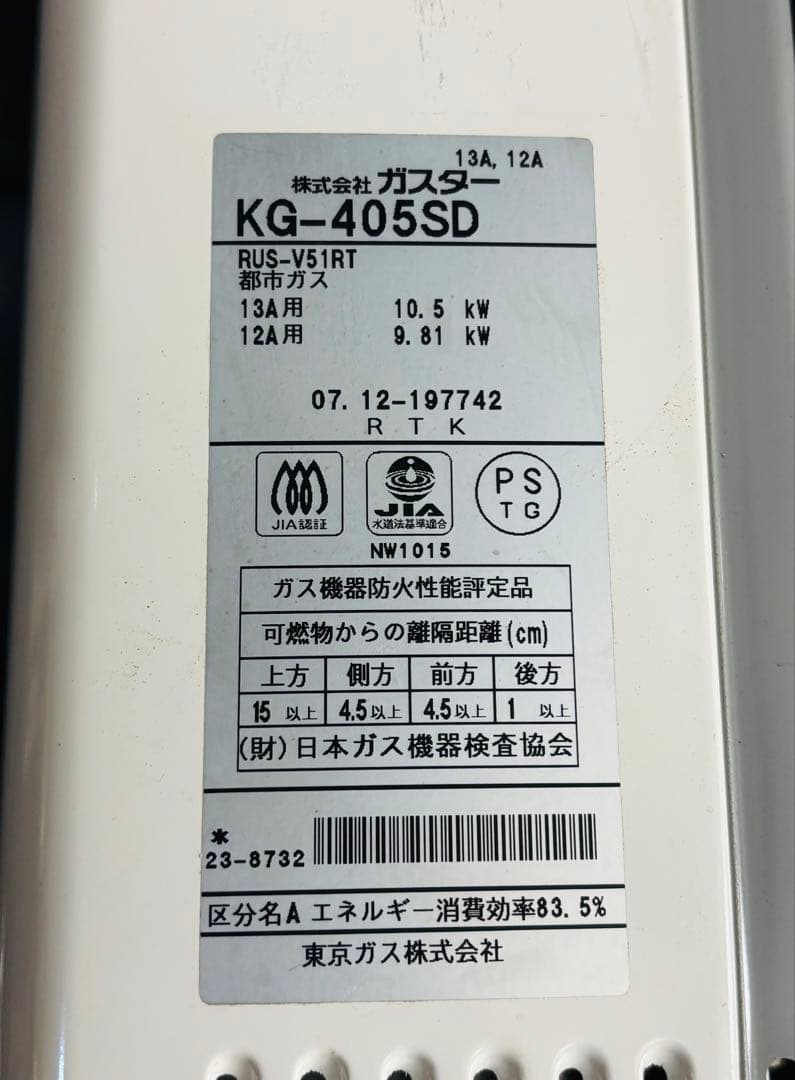 13A, 12A
株式会社 ガスター
KG-405SD
RUS-V51RT
都市ガス
13A用 10.5 kW
12A用 9.81 kW
07.12-197742
RTK
JIA認証
JIA
水道法基準適合
PS
TG
NW1015
ガス機器防火性能評定品
可燃物からの離隔距離(cm)
上方 側方 前方 後方
15 以上 4.5以上 4.5以上 1 以上
(財)日本ガス機器検査協会
*
23-8732
区分名A エネルギー消費効率83.5%
東京ガス株式会社